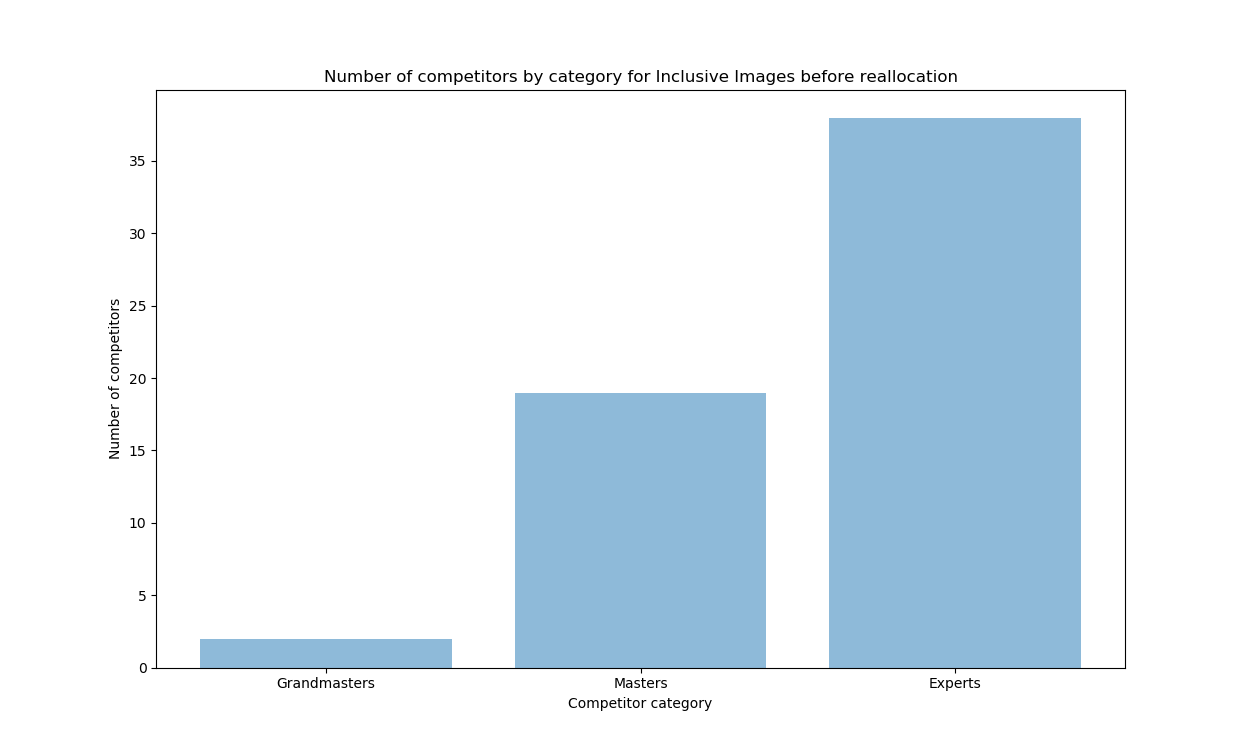 Number of competitors by category for Inclusive Images before reallocation
Number of competitors
35
30
25
20
15
10
5
0
Grandmasters Masters Experts
Competitor category